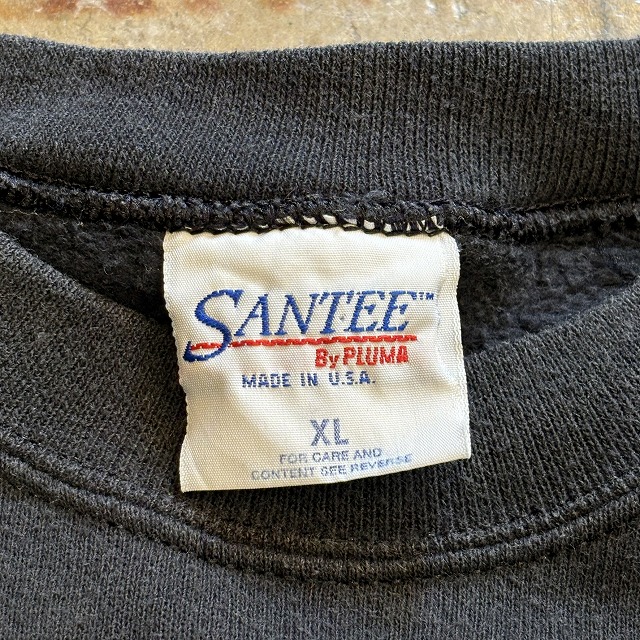 SANTEE™
By PLUMA
MADE IN U.S.A.
XL
FOR CARE AND
CONTENT SEE REVERSE